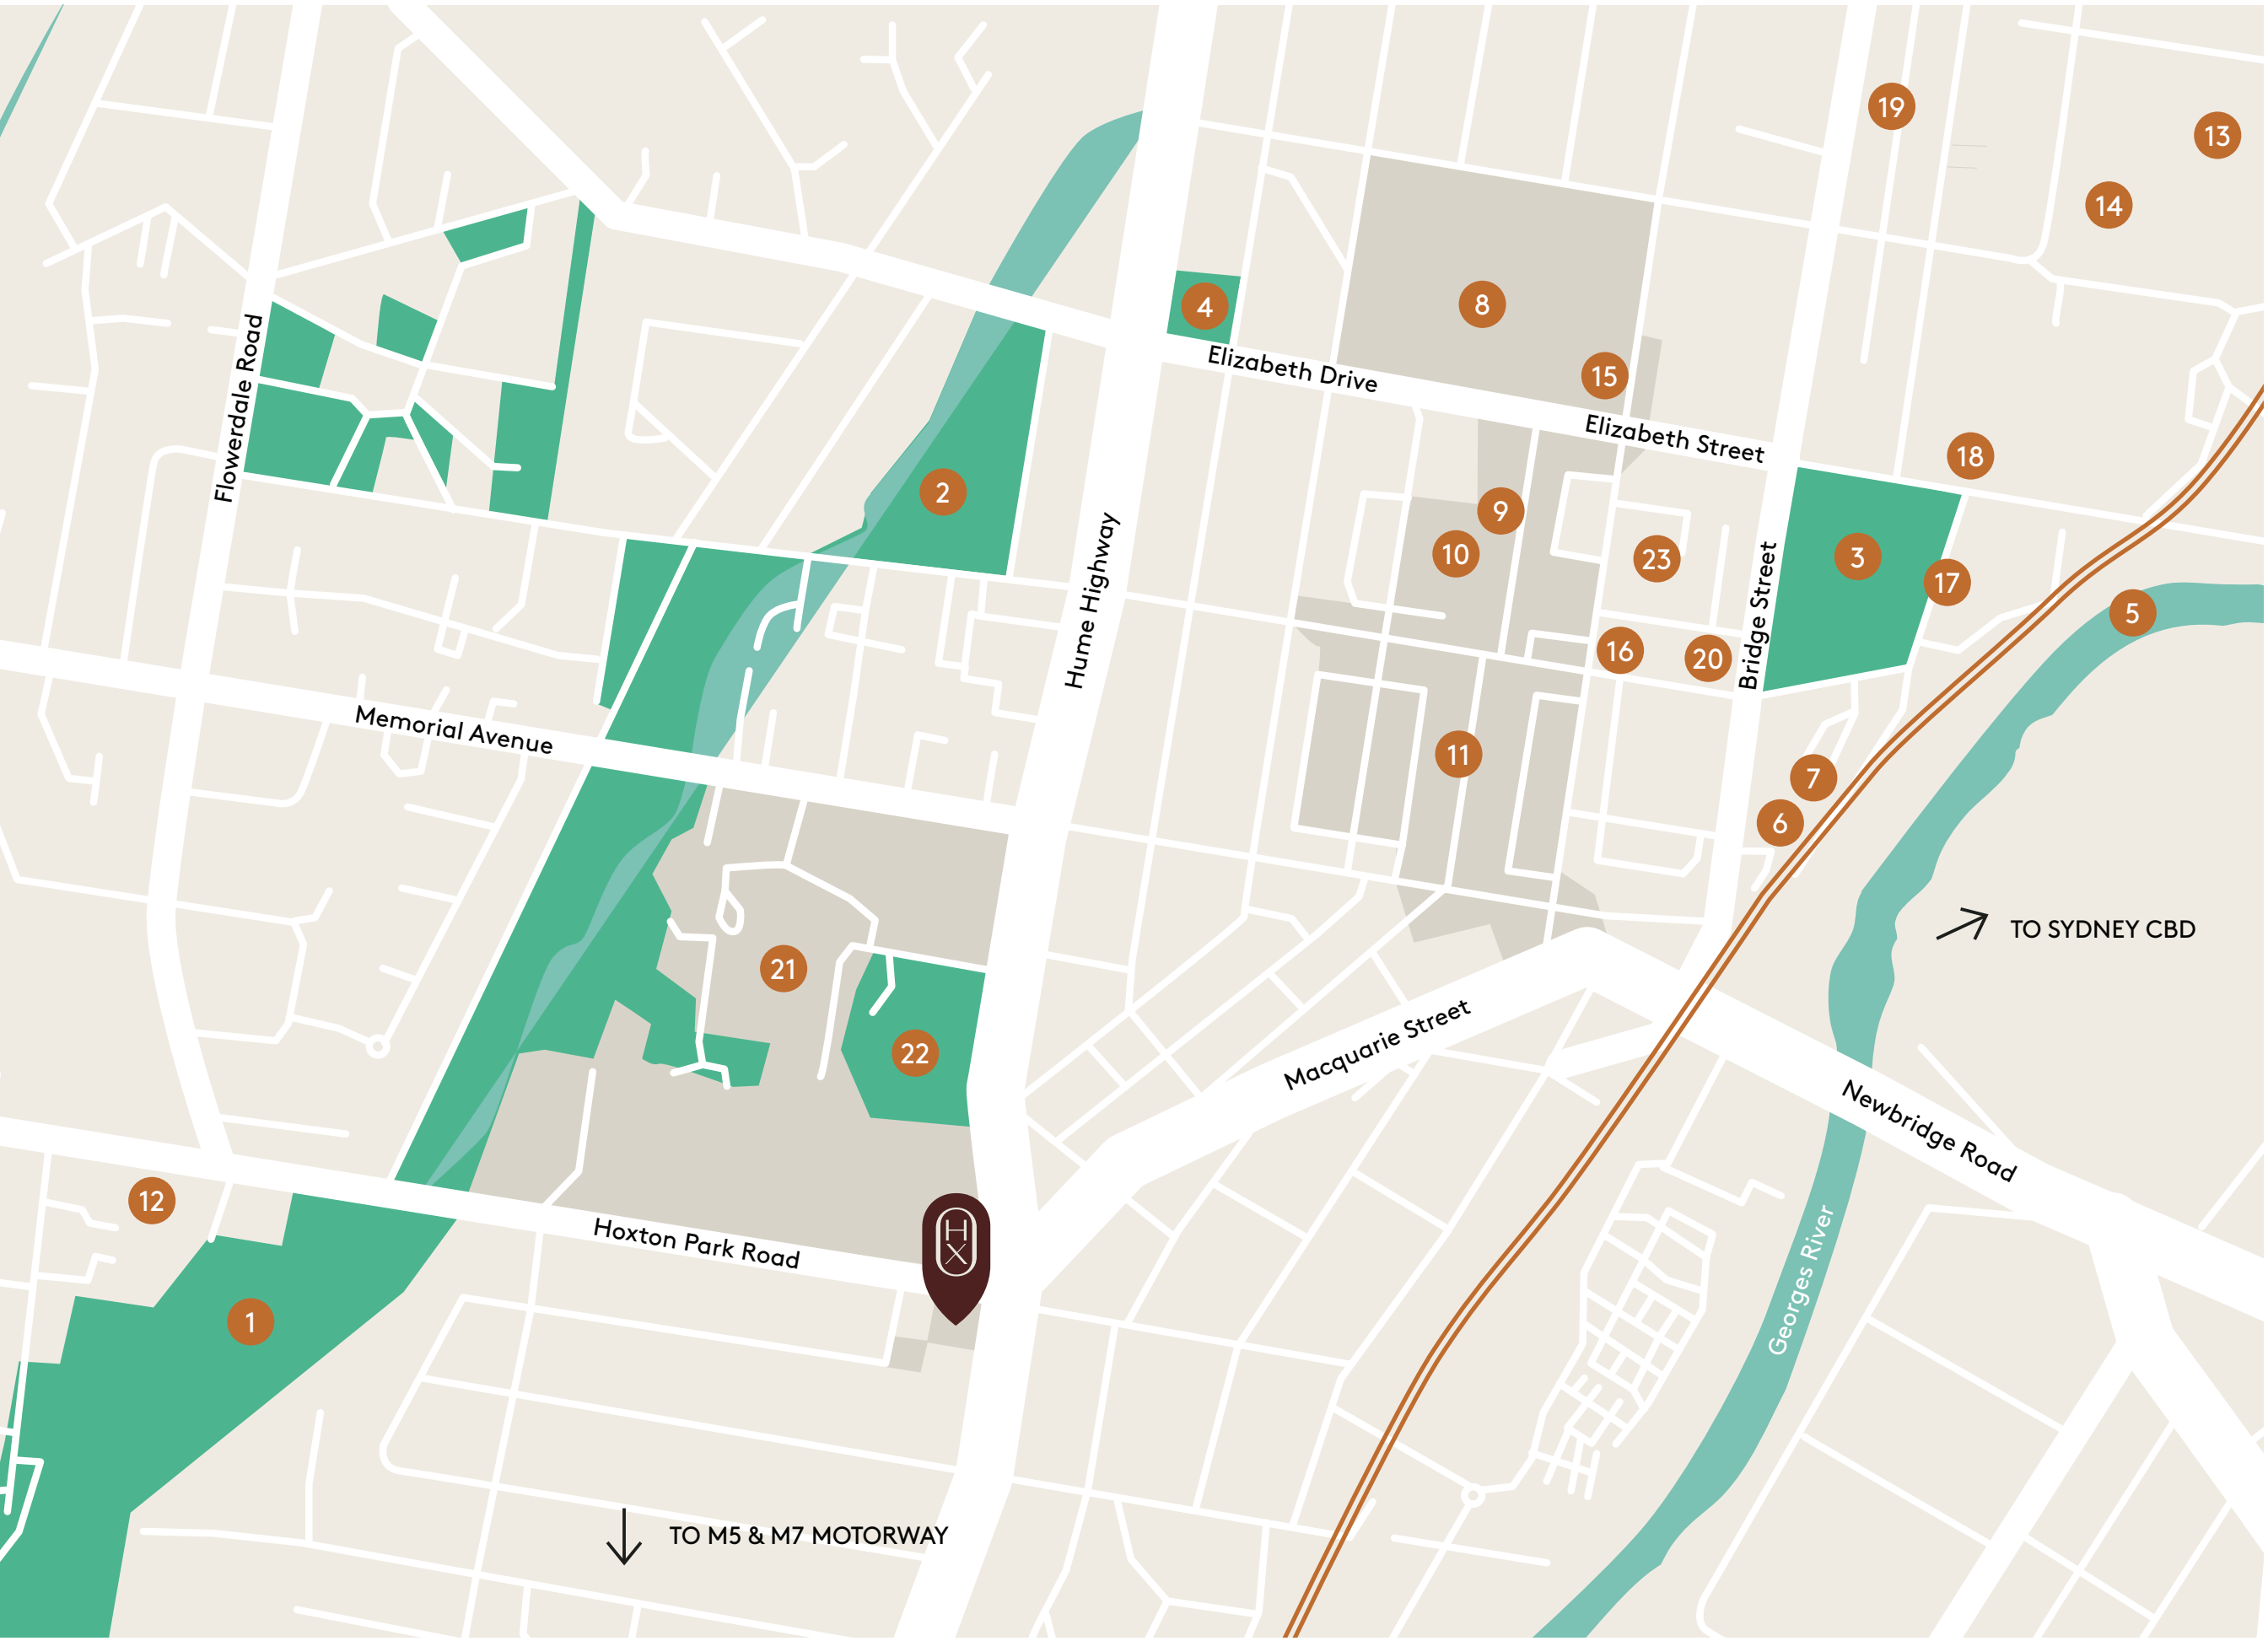 19
13
14
4
8
Elizabeth Drive
15
Flowerdale Road
Elizabeth Street
18
2
9
10
23
3
17
5
Hume Highway
Bridge Street
16
20
Memorial Avenue
11
7
6
TO SYDNEY CBD
21
Macquarie Street
22
Newbridge Road
12
Hoxton Park Road
H
X
Georges River
1
TO M5 & M7 MOTORWAY